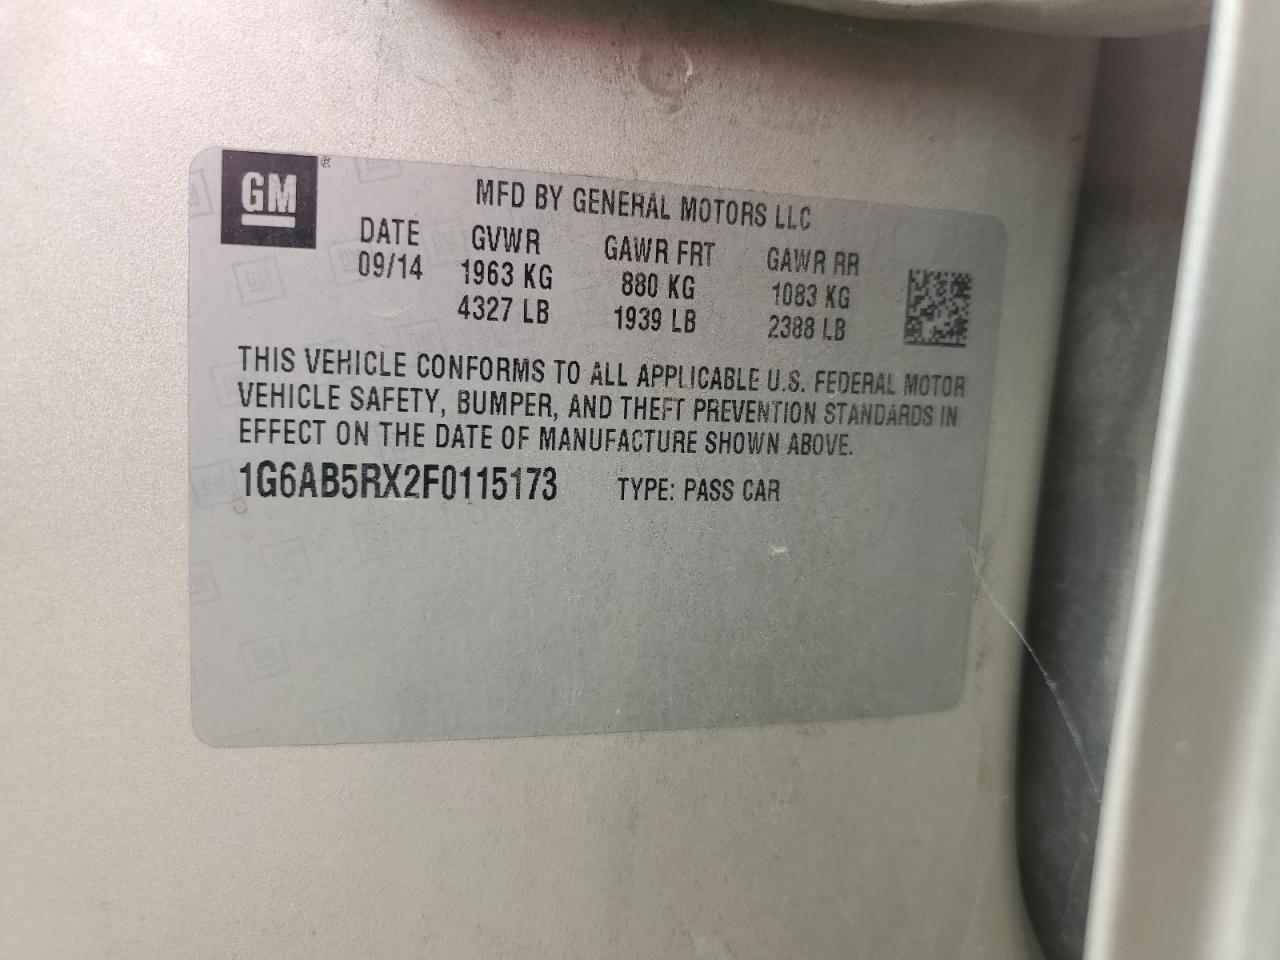 GM ®
MFD BY GENERAL MOTORS LLC
DATE GVWR GAWR FRT GAWR RR
09/14 1963 KG 880 KG 1083 KG
4327 LB 1939 LB 2388 LB
THIS VEHICLE CONFORMS TO ALL APPLICABLE U.S. FEDERAL MOTOR
VEHICLE SAFETY, BUMPER, AND THEFT PREVENTION STANDARDS IN
EFFECT ON THE DATE OF MANUFACTURE SHOWN ABOVE.
1G6AB5RX2F0115173 TYPE: PASS CAR